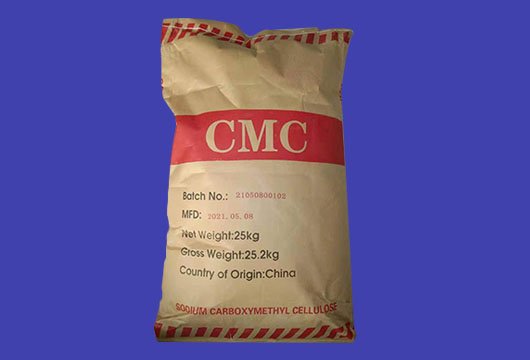 CMC
Batch No.: 21050800102
MFD: 2021.05.08
Net Weight:25kg
Gross Weight:25.2kg
Country of Origin:China
SODIUM CARBOXYMETHYL CELLULOSE